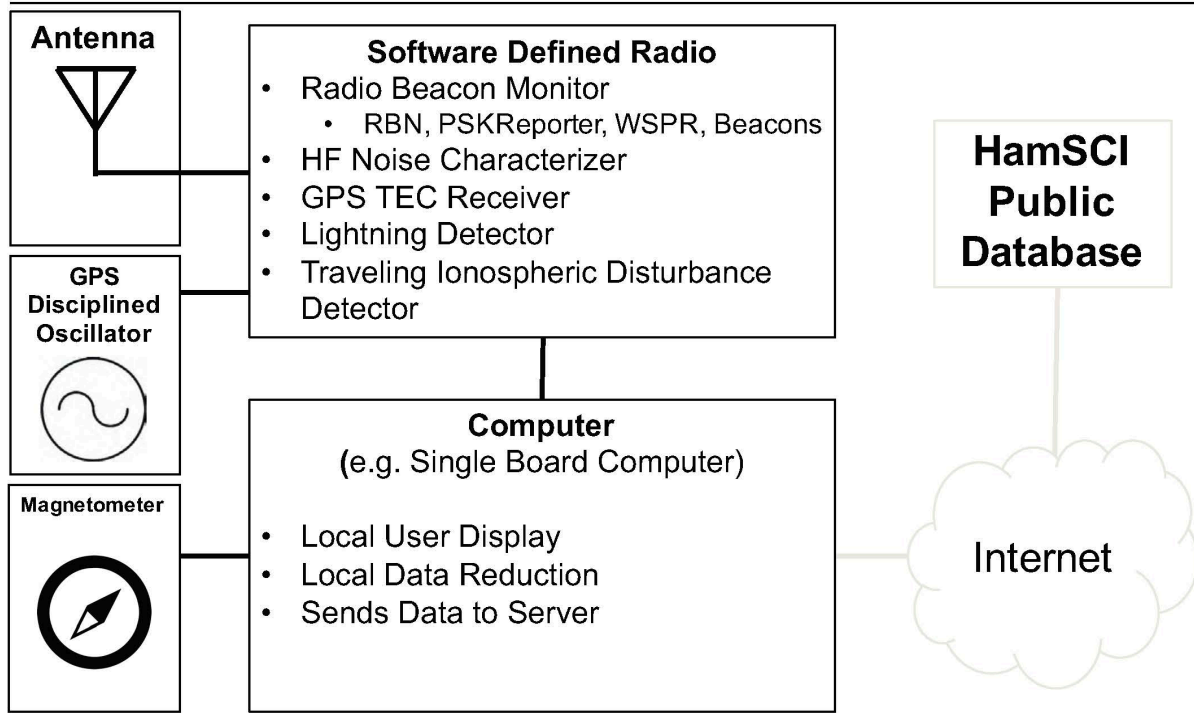 Antenna
Software Defined Radio
• Radio Beacon Monitor
• RBN, PSKReporter, WSPR, Beacons
• HF Noise Characterizer
• GPS TEC Receiver
• Lightning Detector
• Traveling Ionospheric Disturbance
Detector
GPS
Disciplined
Oscillator
Magnetometer
Computer
(e.g. Single Board Computer)
• Local User Display
• Local Data Reduction
• Sends Data to Server
HamSCI
Public
Database
Internet